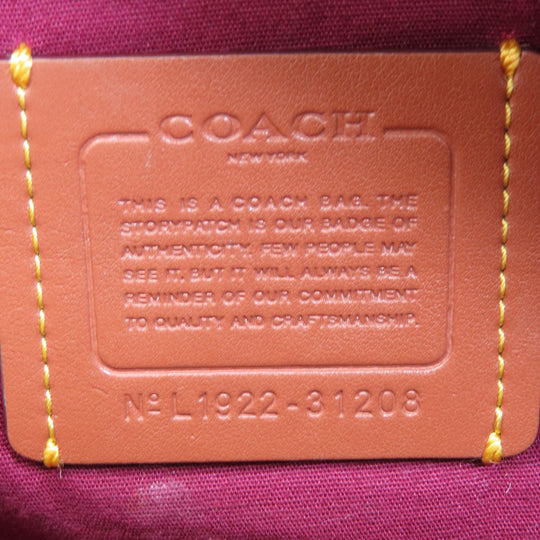 COACH
NEW YORK
THIS IS A COACH BAG. THE
STORYPATCH IS OUR BADGE OF
AUTHENTICITY. FEW PEOPLE MAY
SEE IT, BUT IT WILL ALWAYS BE A
REMINDER OF OUR COMMITMENT
TO QUALITY AND CRAFTSMANSHIP.
Nº L1922-31208